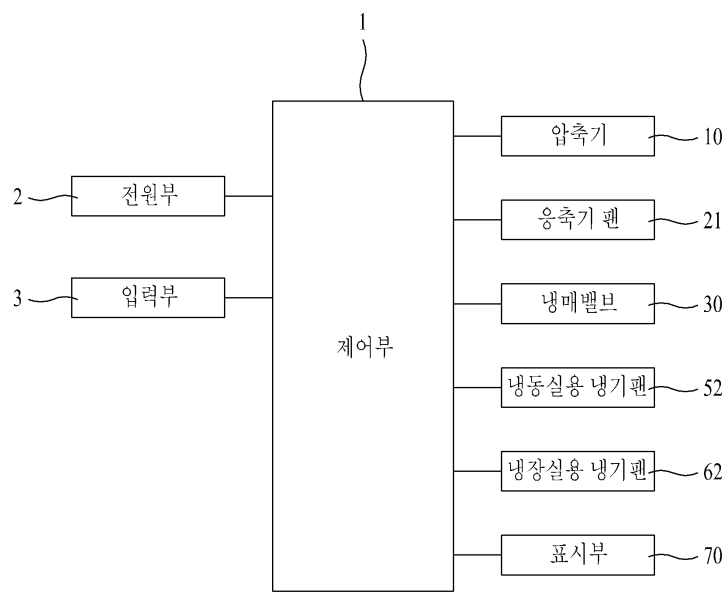 1
압축기 10
2 전원부
응축기 팬 21
3 입력부
냉매밸브 30
제어부
냉동실용 냉기팬 52
냉장실용 냉기팬 62
표시부 70